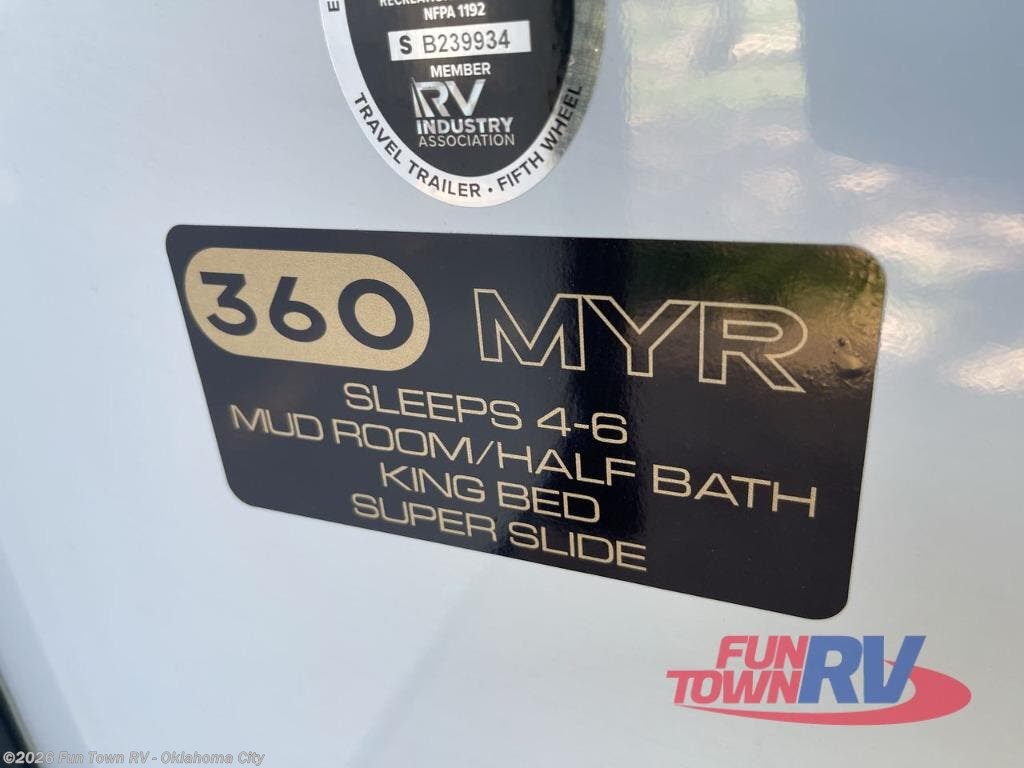 NFPA 1192
S B239934
MEMBER
RV
INDUSTRY
ASSOCIATION
TRAVEL TRAILER • FIFTH WHEEL
360 MYR
SLEEPS 4-6
MUD ROOM/HALF BATH
KING BED
SUPER SLIDE
FUN
TOWN RV
©2026 Fun Town RV - Oklahoma City